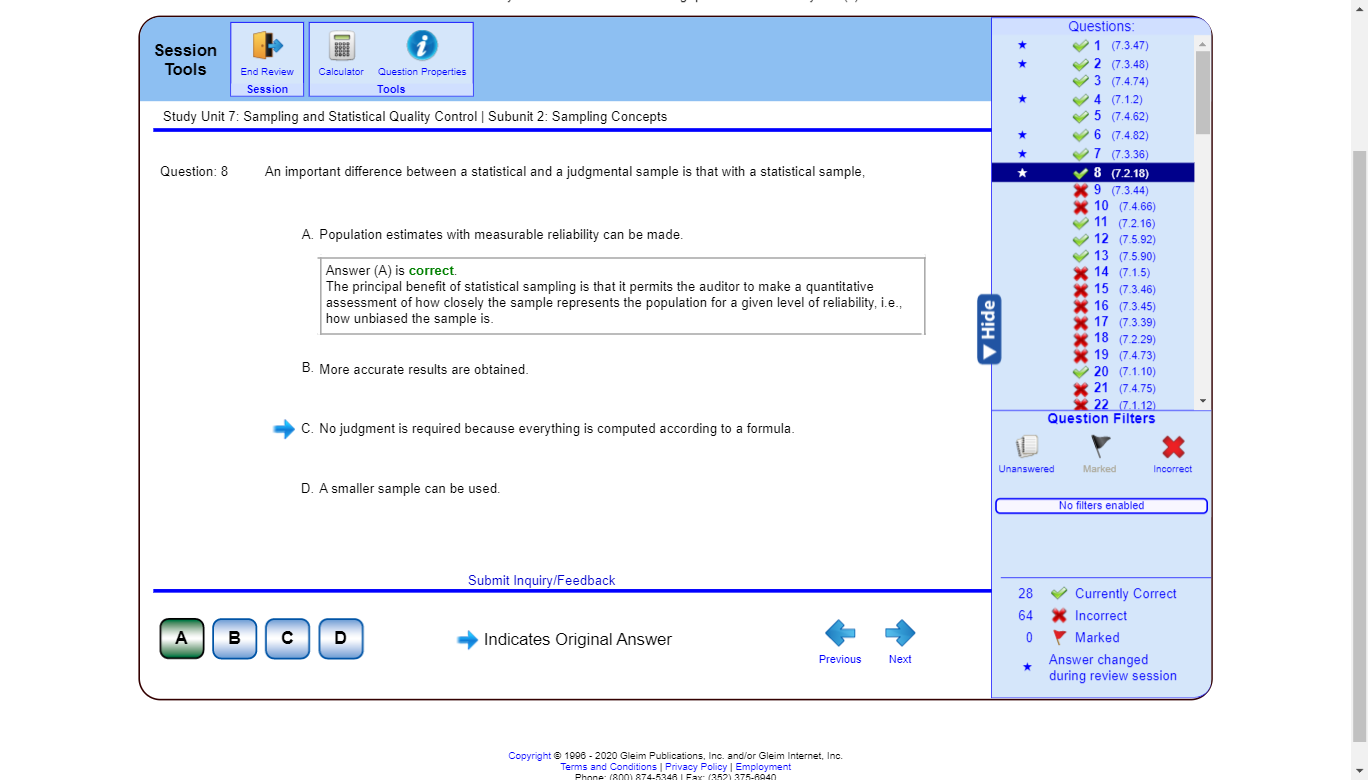 Session
Tools
End Review
Session
Calculator
Question Properties
Tools
Study Unit 7: Sampling and Statistical Quality Control | Subunit 2: Sampling Concepts
Question: 8
An important difference between a statistical and a judgmental sample is that with a statistical sample,
A. Population estimates with measurable reliability can be made.
Answer (A) is correct.
The principal benefit of statistical sampling is that it permits the auditor to make a quantitative
assessment of how closely the sample represents the population for a given level of reliability, i.e.,
how unbiased the sample is.
B. More accurate results are obtained.
C. No judgment is required because everything is computed according to a formula.
D. A smaller sample can be used.
Submit Inquiry/Feedback
A
B
C
D
Indicates Original Answer
Previous
Next
Hide
Questions:
1 (7.3.47)
2 (7.3.48)
3 (7.4.74)
4 (7.1.2)
5 (7.4.62)
6 (7.4.82)
7 (7.3.36)
8 (7.2.18)
9 (7.3.44)
10 (7.4.66)
11 (7.2.16)
12 (7.5.92)
13 (7.5.90)
14 (7.1.5)
15 (7.3.46)
16 (7.3.45)
17 (7.3.39)
18 (7.2.29)
19 (7.4.73)
20 (7.1.10)
21 (7.4.75)
22 (7.1.12)
Question Filters
Unanswered
Marked
Incorrect
No filters enabled
28 Currently Correct
64 Incorrect
0 Marked
Answer changed
during review session
Copyright © 1996 - 2020 Gleim Publications, Inc. and/or Gleim Internet, Inc.
Terms and Conditions | Privacy Policy | Employment
Phone: (800) 874-5346 | Fax: (352) 375-6940